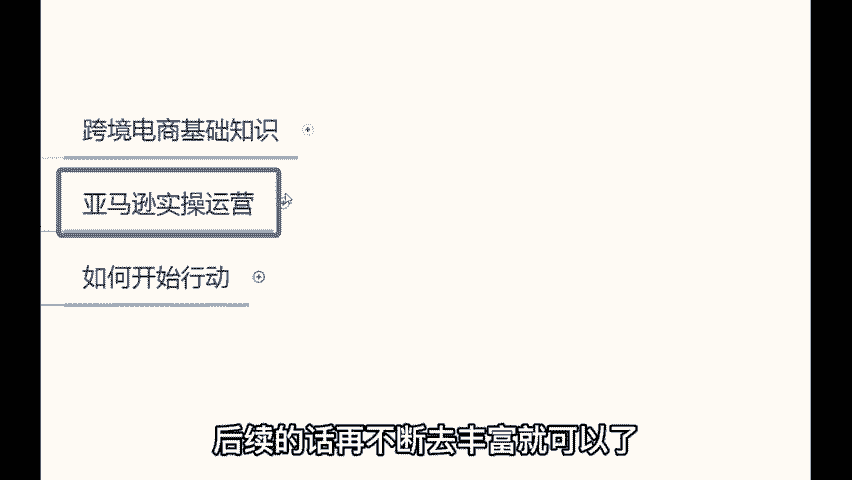 跨境电商基础知识
亚马逊实操运营
如何开始行动
后续的话再不断去丰富就可以了